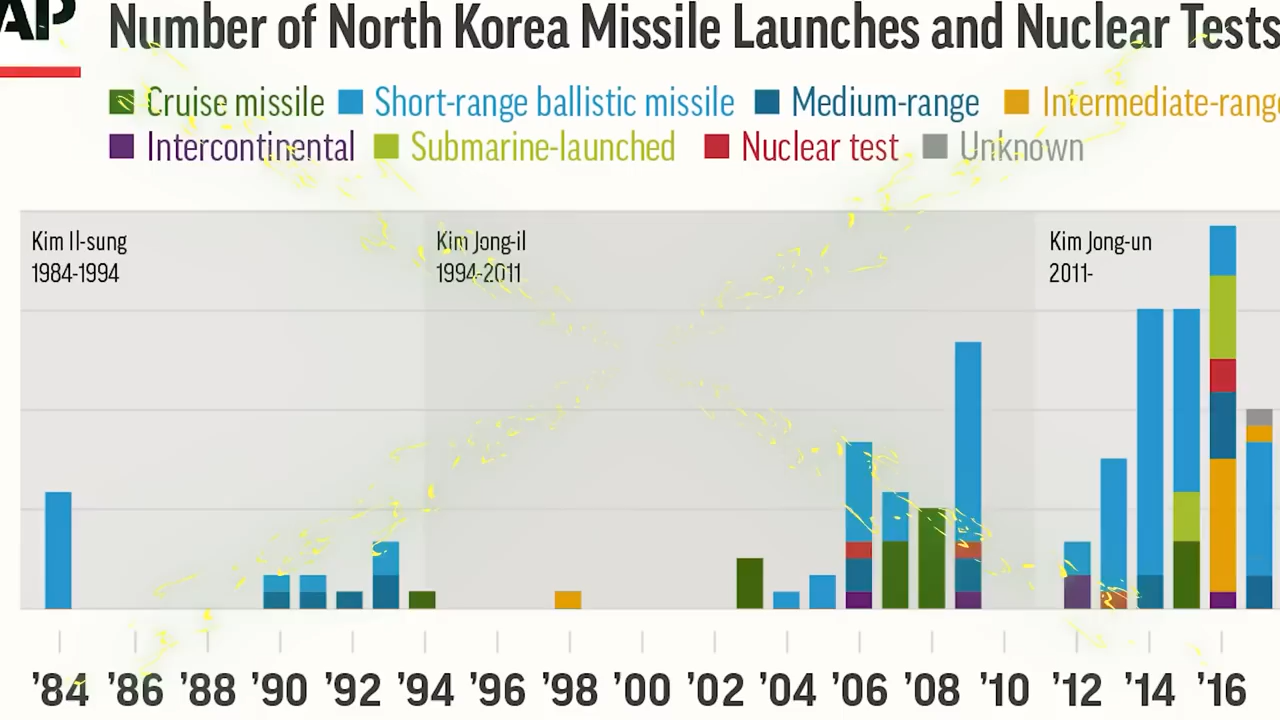 AP
Number of North Korea Missile Launches and Nuclear Tests
Cruise missile Short-range ballistic missile Medium-range Intermediate-range
Intercontinental Submarine-launched Nuclear test Unknown
Kim Il-sung
1984-1994
Kim Jong-il
1994-2011
Kim Jong-un
2011-
'84 '86 '88 '90 '92 '94 '96 '98 '00 '02 '04 '06 '08 '10 '12 '14 '16